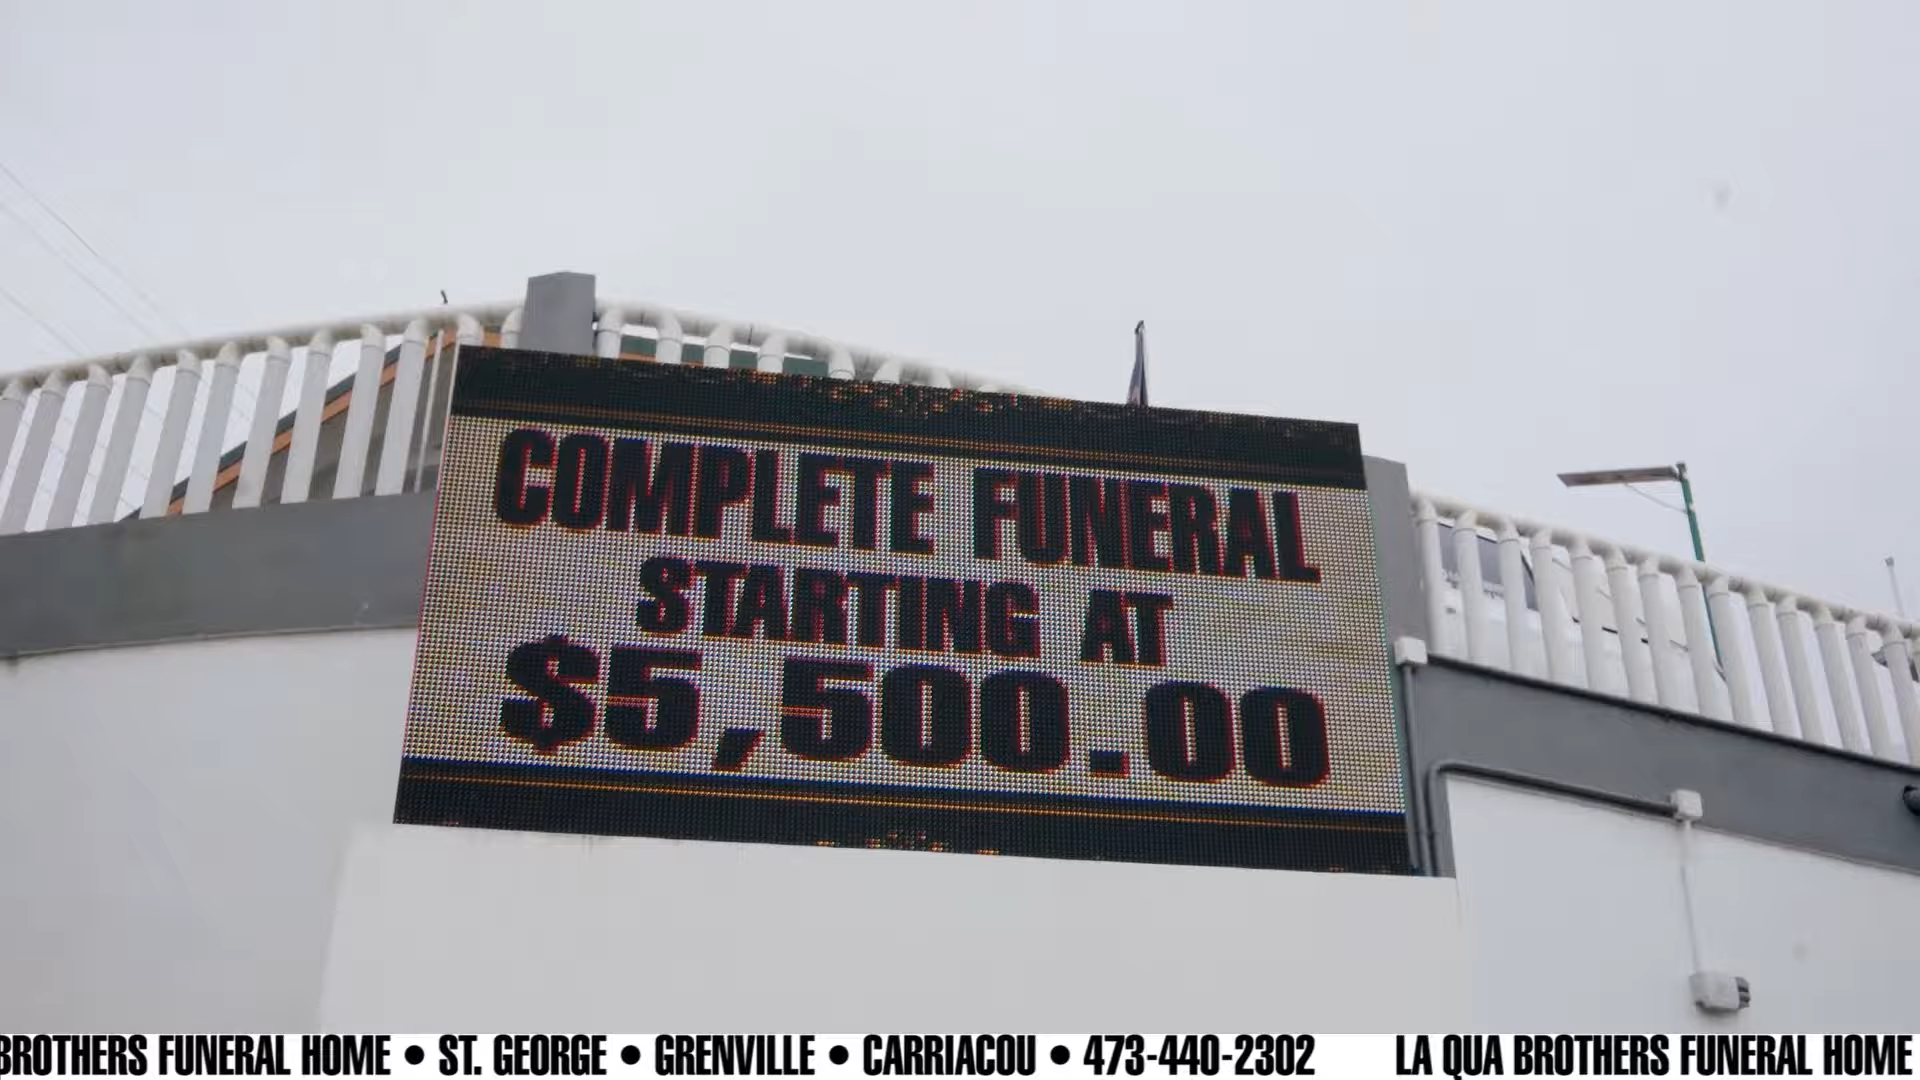 COMPLETE FUNERAL
STARTING AT
$5,500.00
BROTHERS FUNERAL HOME • ST. GEORGE • GRENVILLE • CARRIACOU • 473-440-2302 LA QUA BROTHERS FUNERAL HOME